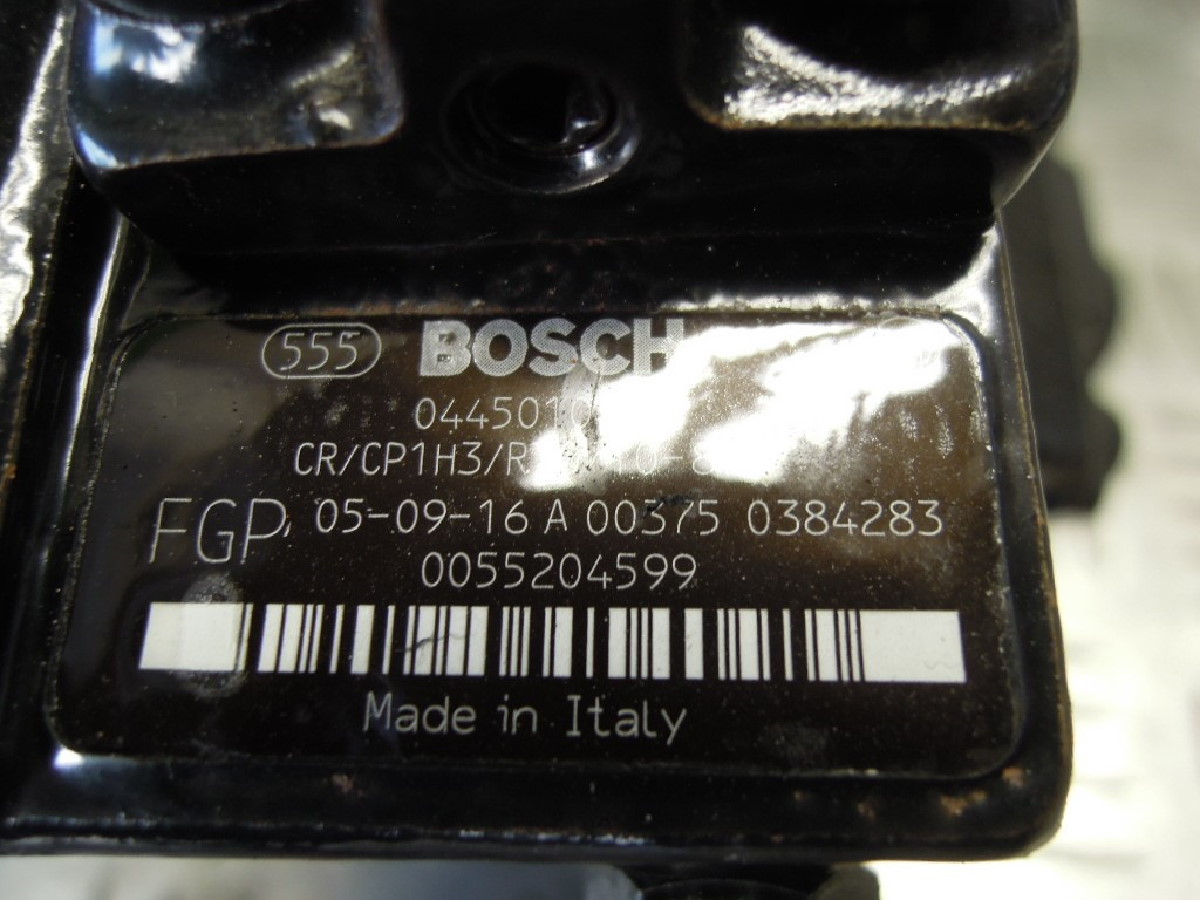 555 BOSCH
044501
CR/CP1H3/R
FGP 05-09-16 A 00375 0384283
0055204599
Made in Italy